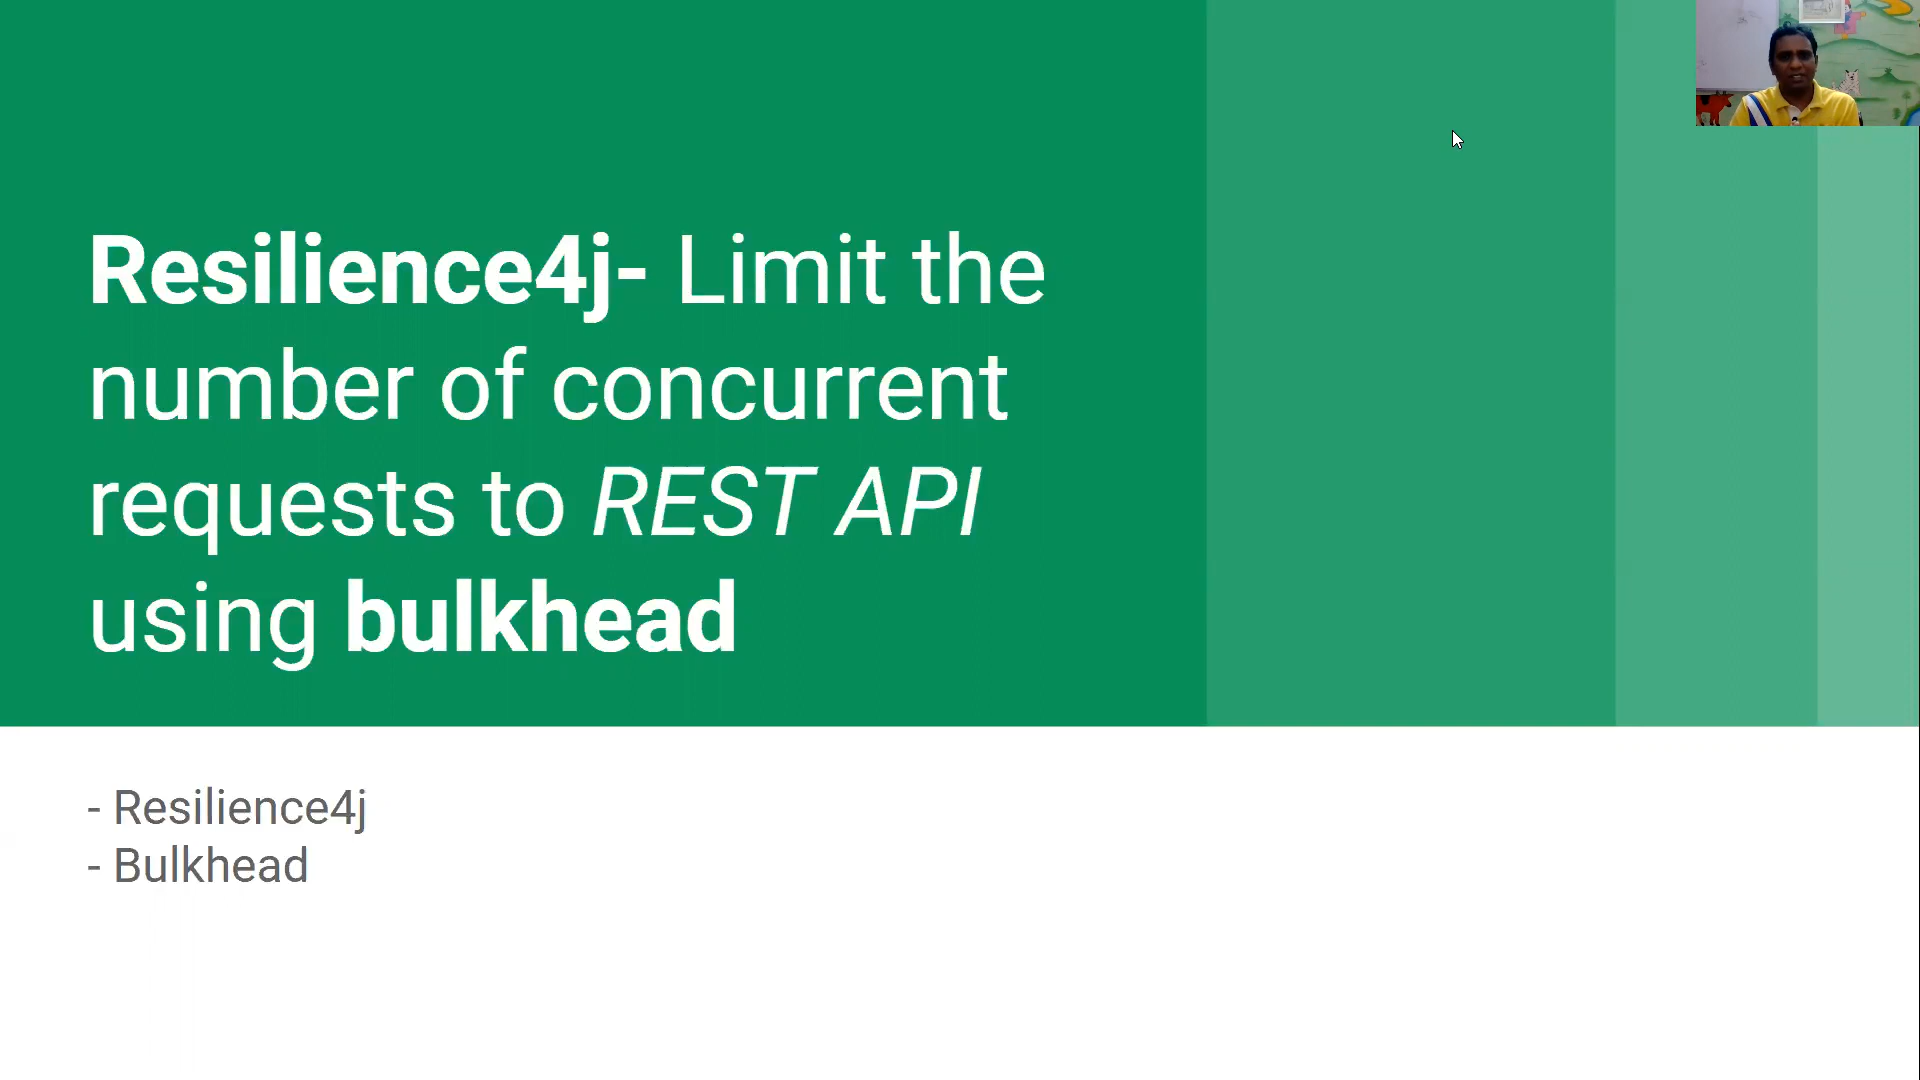 Resilience4j- Limit the
number of concurrent
requests to REST API
using bulkhead
- Resilience4j
- Bulkhead